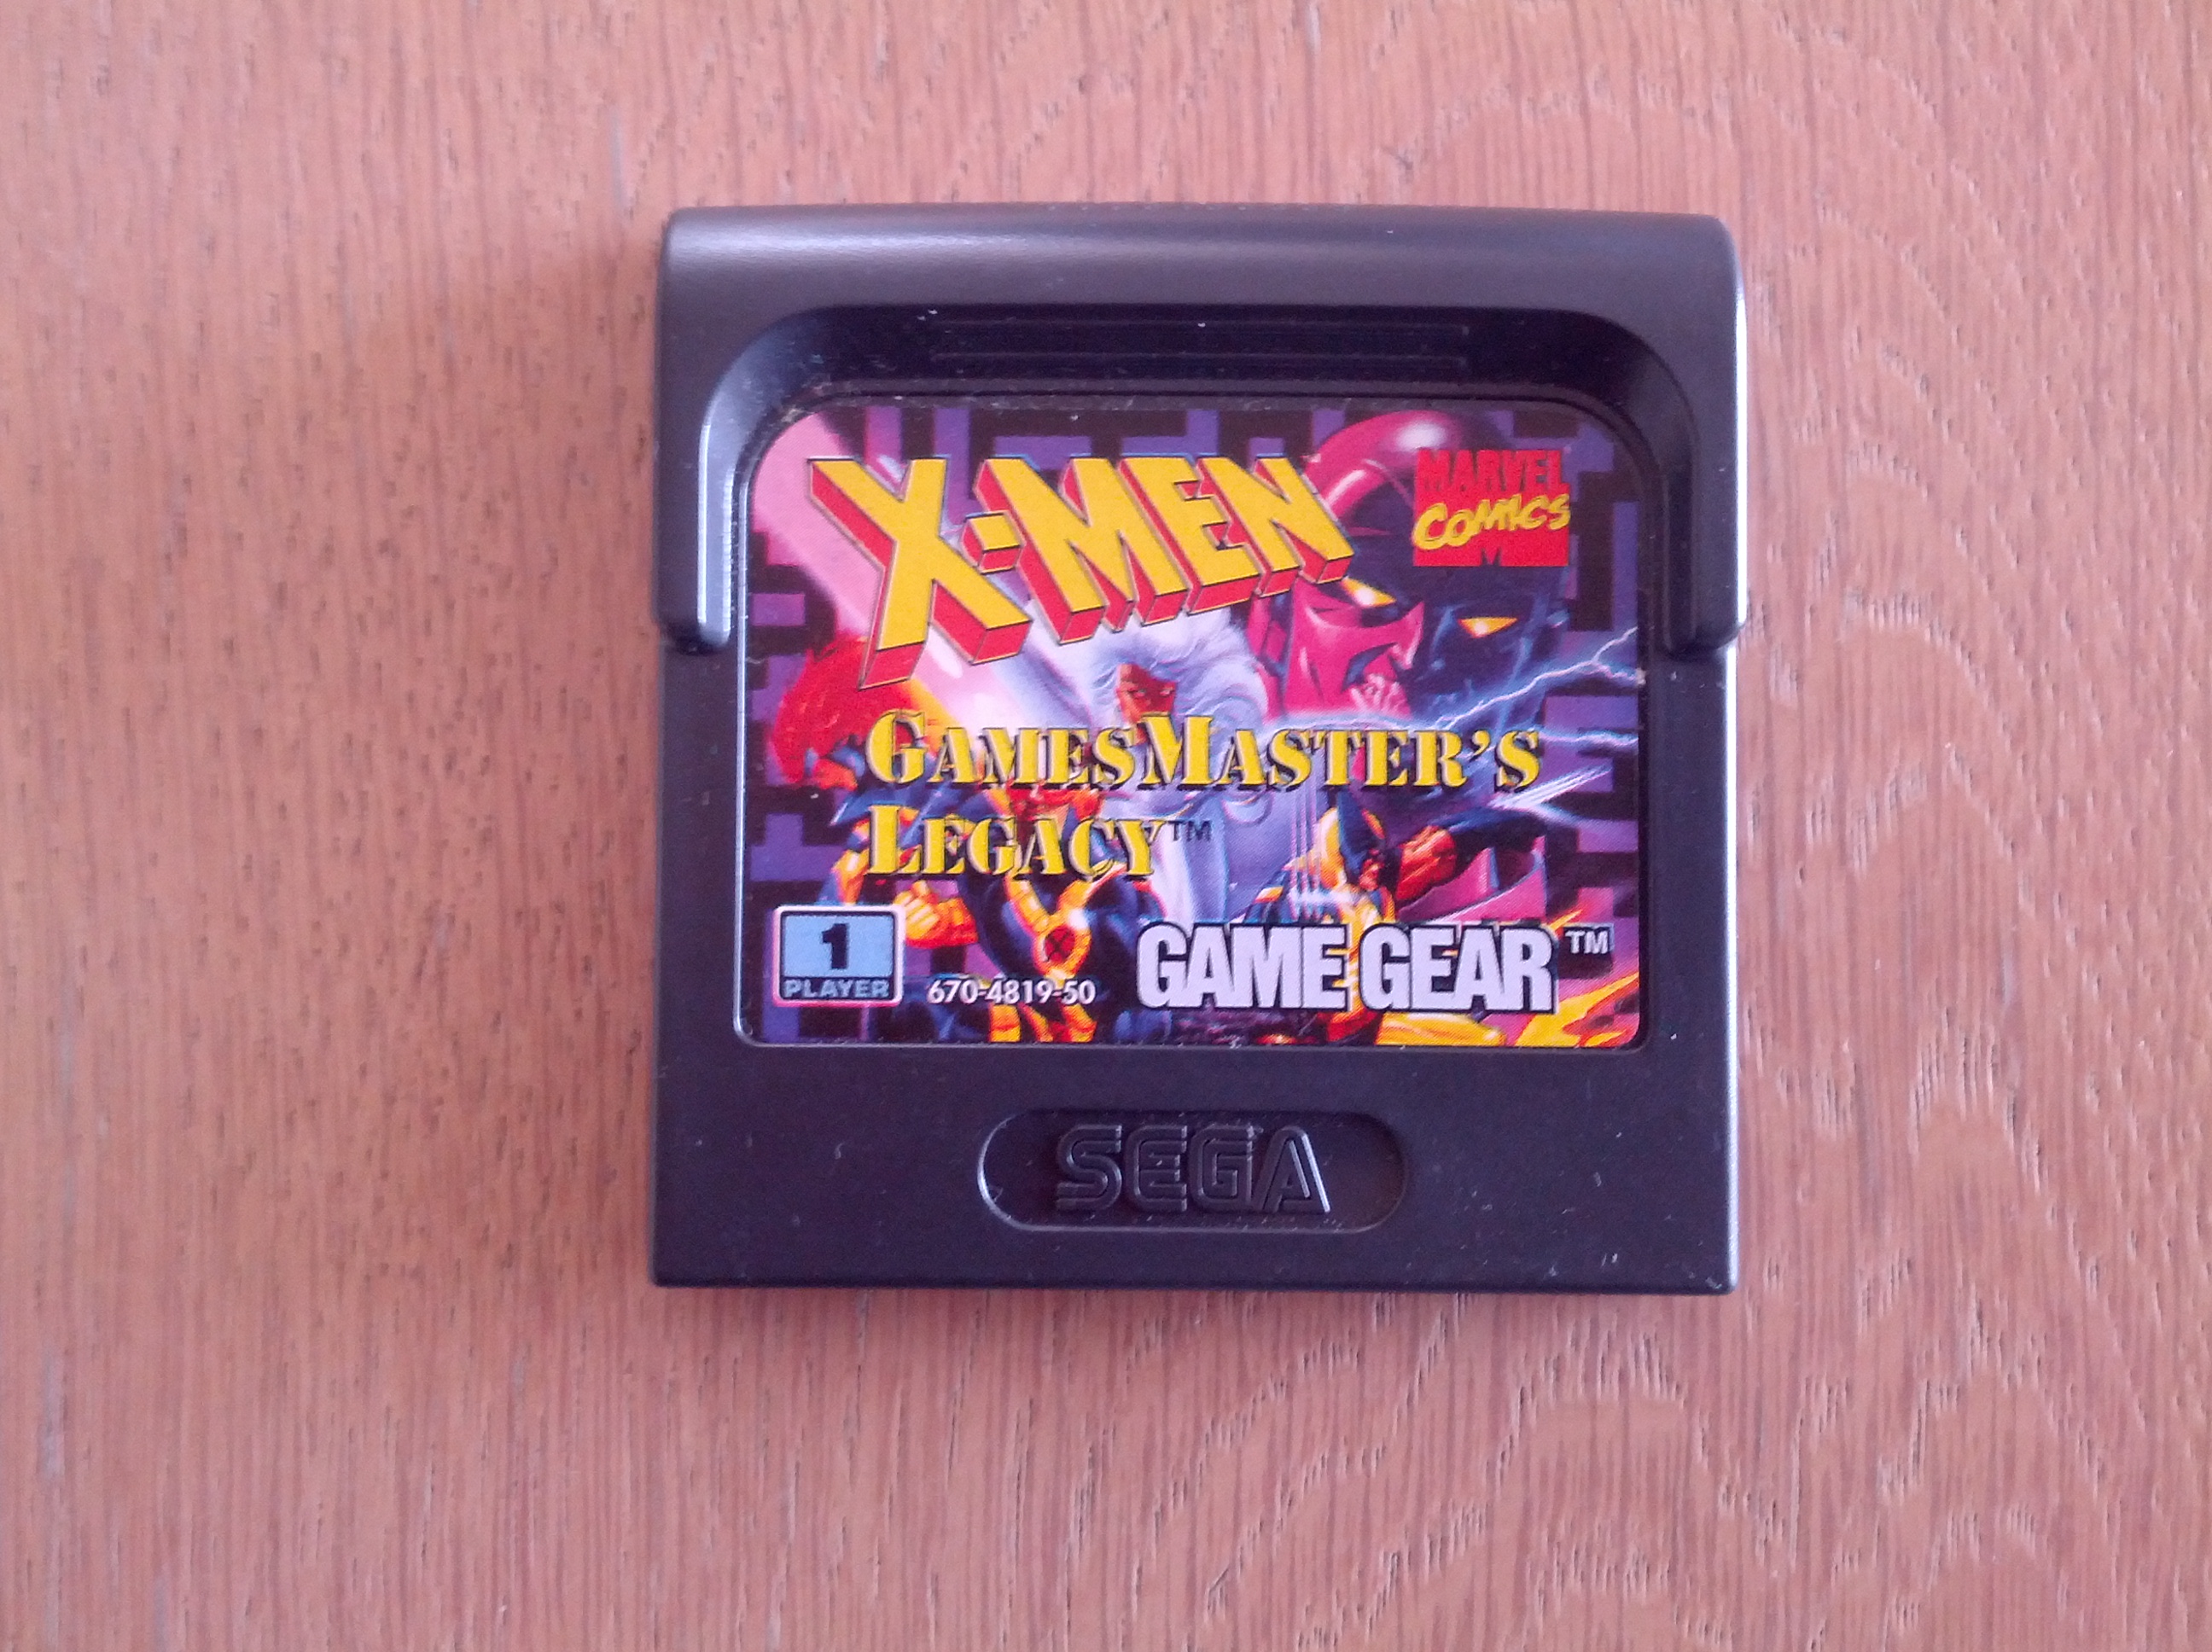 X-MEN
MARVEL
COMICS
GAMESMASTER'S
LEGACY™
1
PLAYER
670-4819-50
GAME GEAR™
SEGA